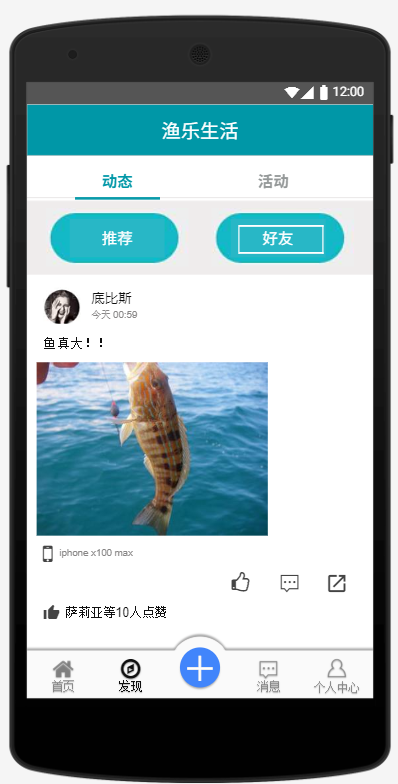 12:00
渔乐生活
动态 活动
推荐 好友
底比斯
今天 00:59
鱼真大！！
iphone x100 max
萨莉亚等10人点赞
首页 发现 消息 个人中心